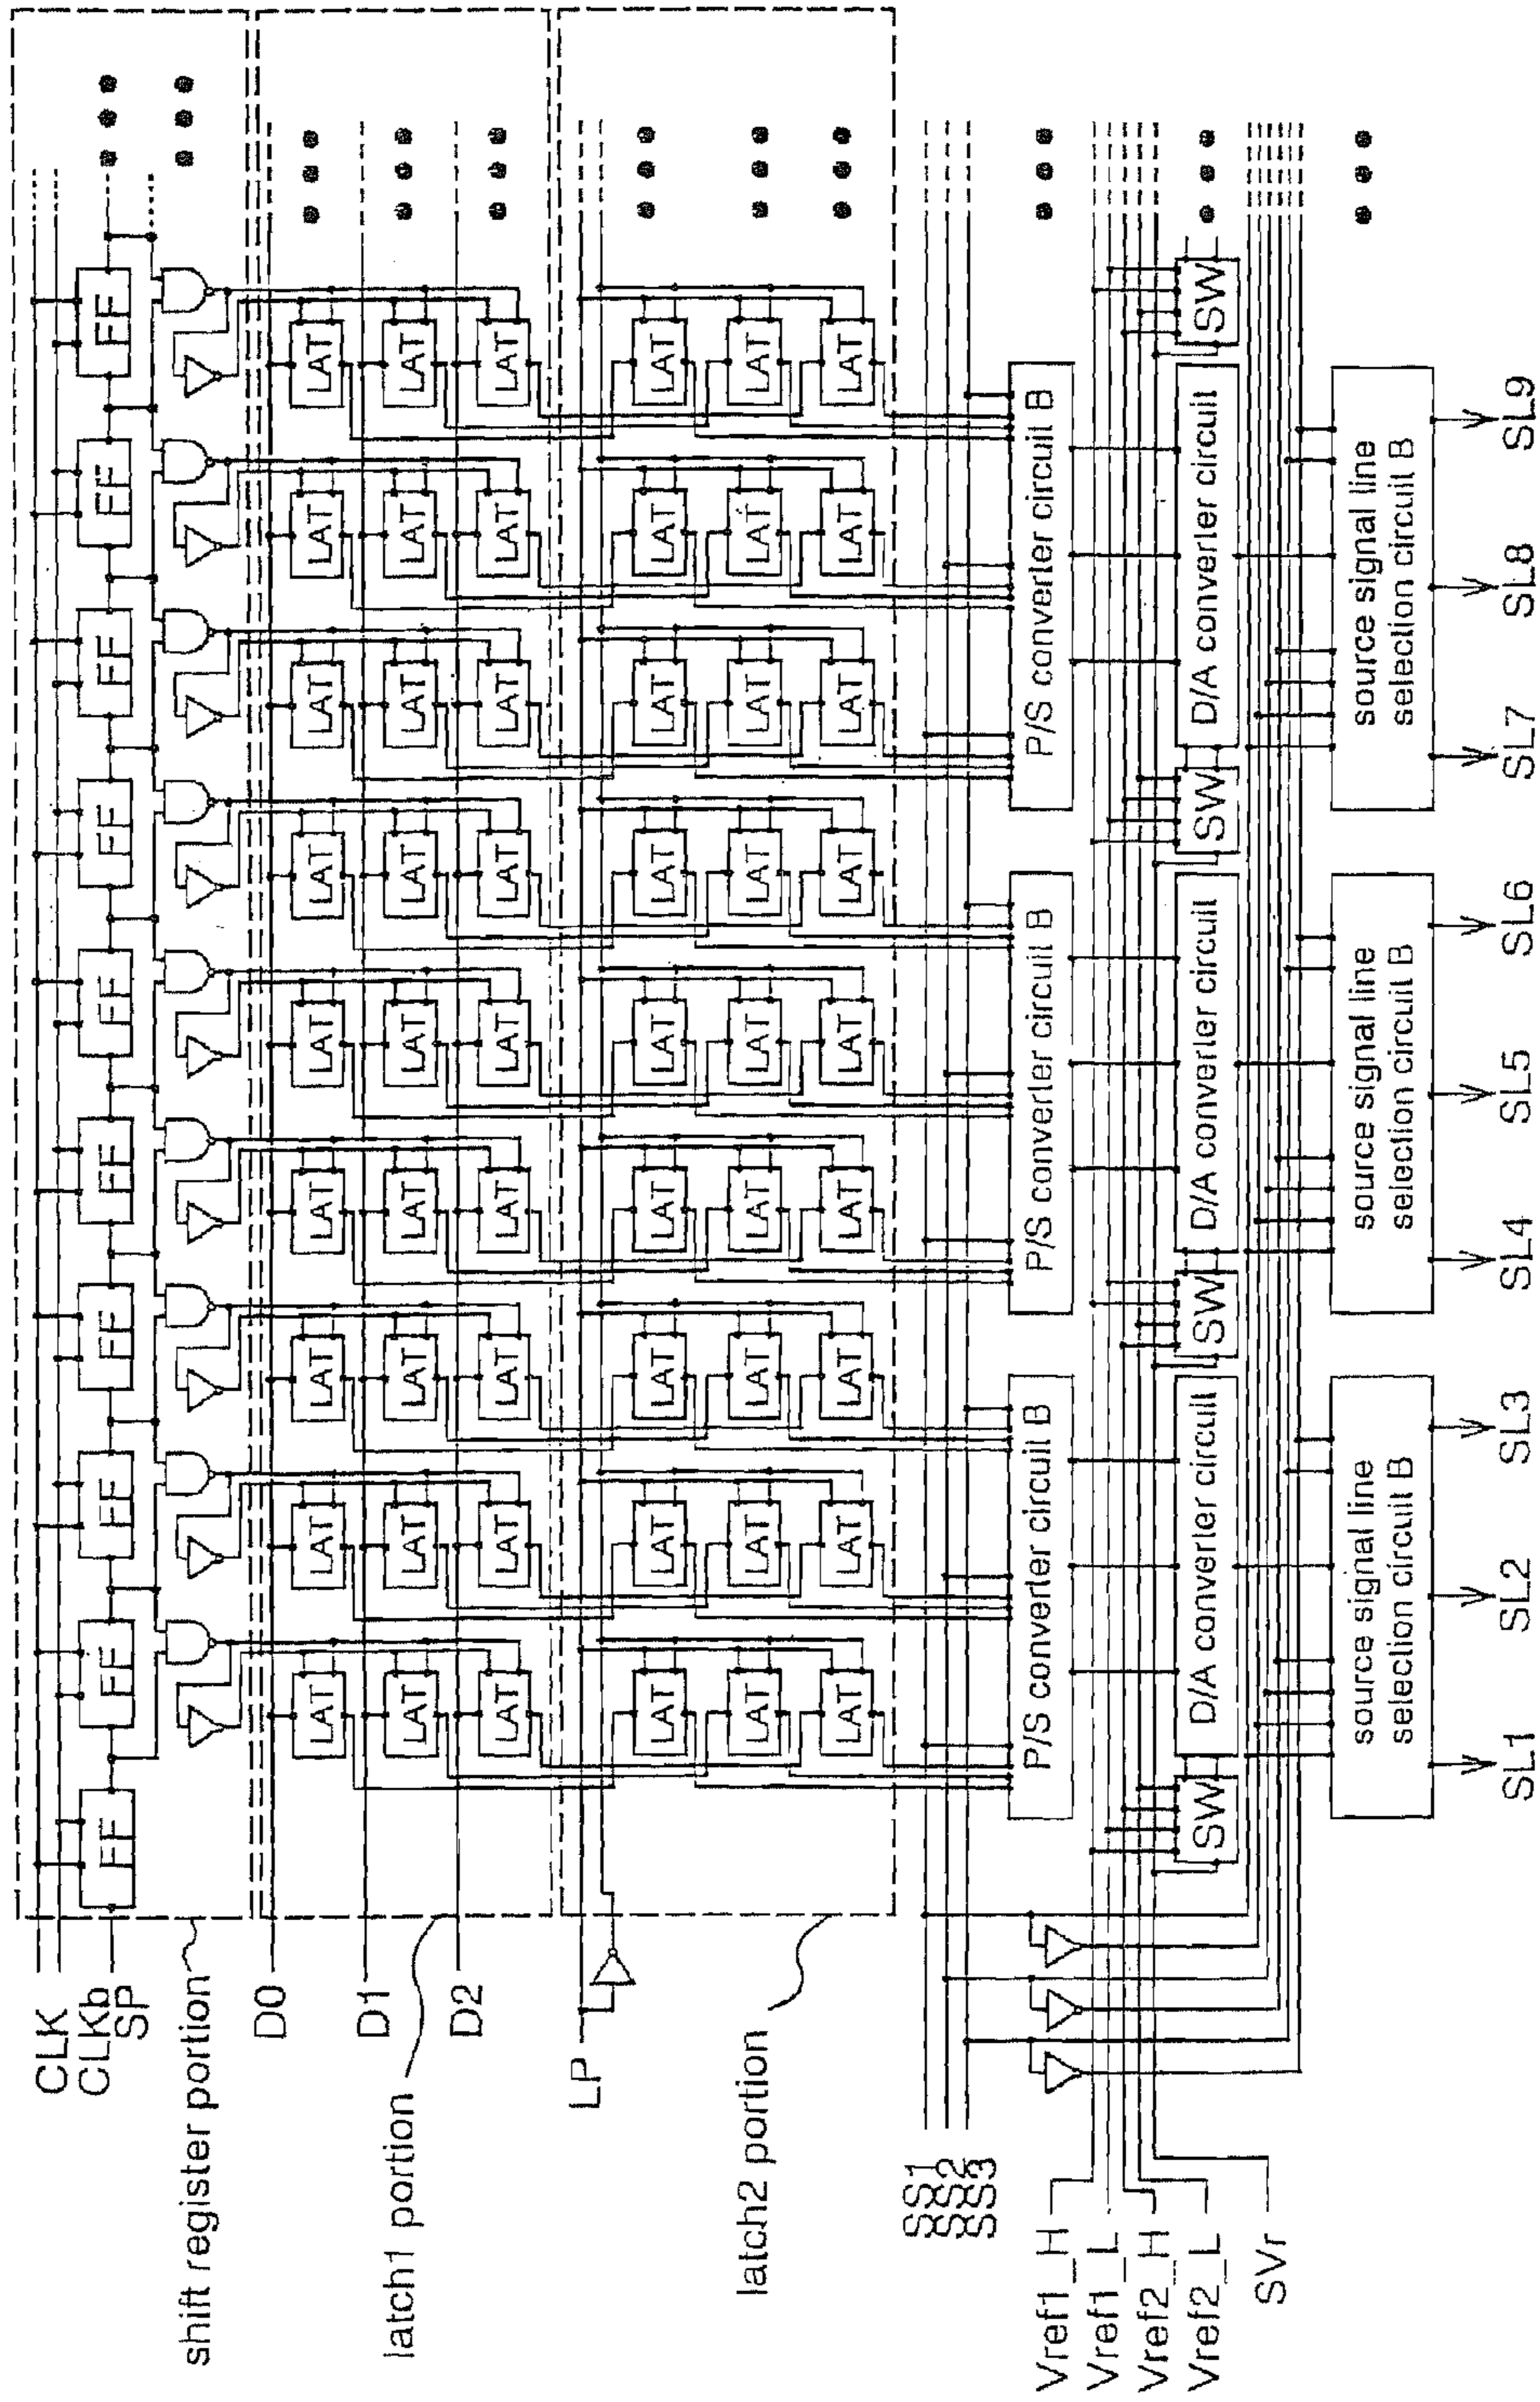 CLK
CLKb
SP
FF FF FF FF FF FF FF FF FF FF
shift register portion
D0
LAT LAT LAT LAT LAT LAT LAT LAT LAT
D1
LAT LAT LAT LAT LAT LAT LAT LAT LAT
latch1 portion
D2
LAT LAT LAT LAT LAT LAT LAT LAT LAT
LP
LAT LAT LAT LAT LAT LAT LAT LAT LAT
latch2 portion
LAT LAT LAT LAT LAT LAT LAT LAT LAT
LAT LAT LAT LAT LAT LAT LAT LAT LAT
SS1
SS2
SS3
P/S converter circuit B
P/S converter circuit B
P/S converter circuit B
Vref1_H
Vref1_L
Vref2_H
Vref2_L
SVr
SW
D/A converter circuit
SW
D/A converter circuit
SW
D/A converter circuit
SW
source signal line
selection circuit B
source signal line
selection circuit B
source signal line
selection circuit B
SL1
SL2
SL3
SL4
SL5
SL6
SL7
SL8
SL9